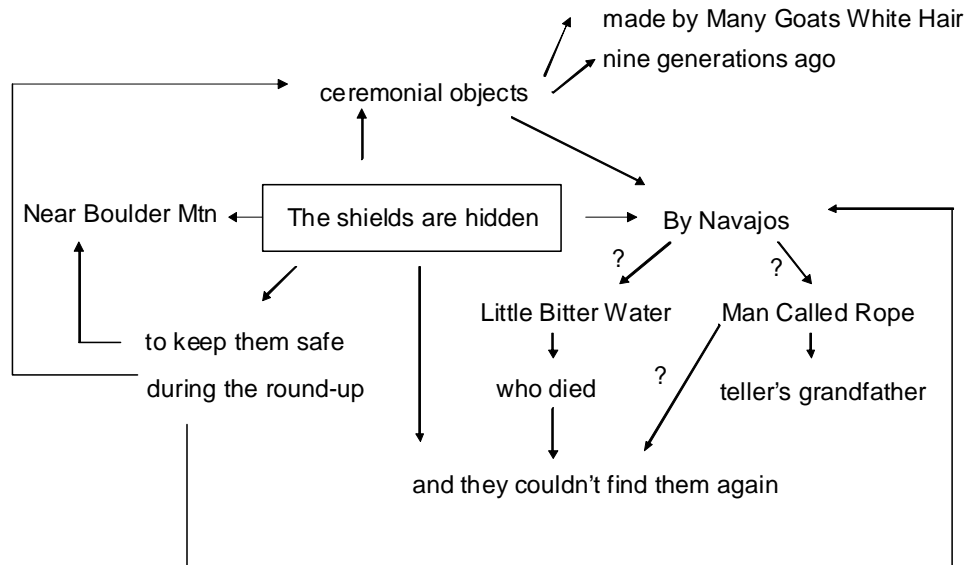 made by Many Goats White Hair
nine generations ago
ceremonial objects
Near Boulder Mtn
The shields are hidden
By Navajos
?
?
Little Bitter Water
Man Called Rope
to keep them safe
during the round-up
who died
?
teller’s grandfather
and they couldn’t find them again